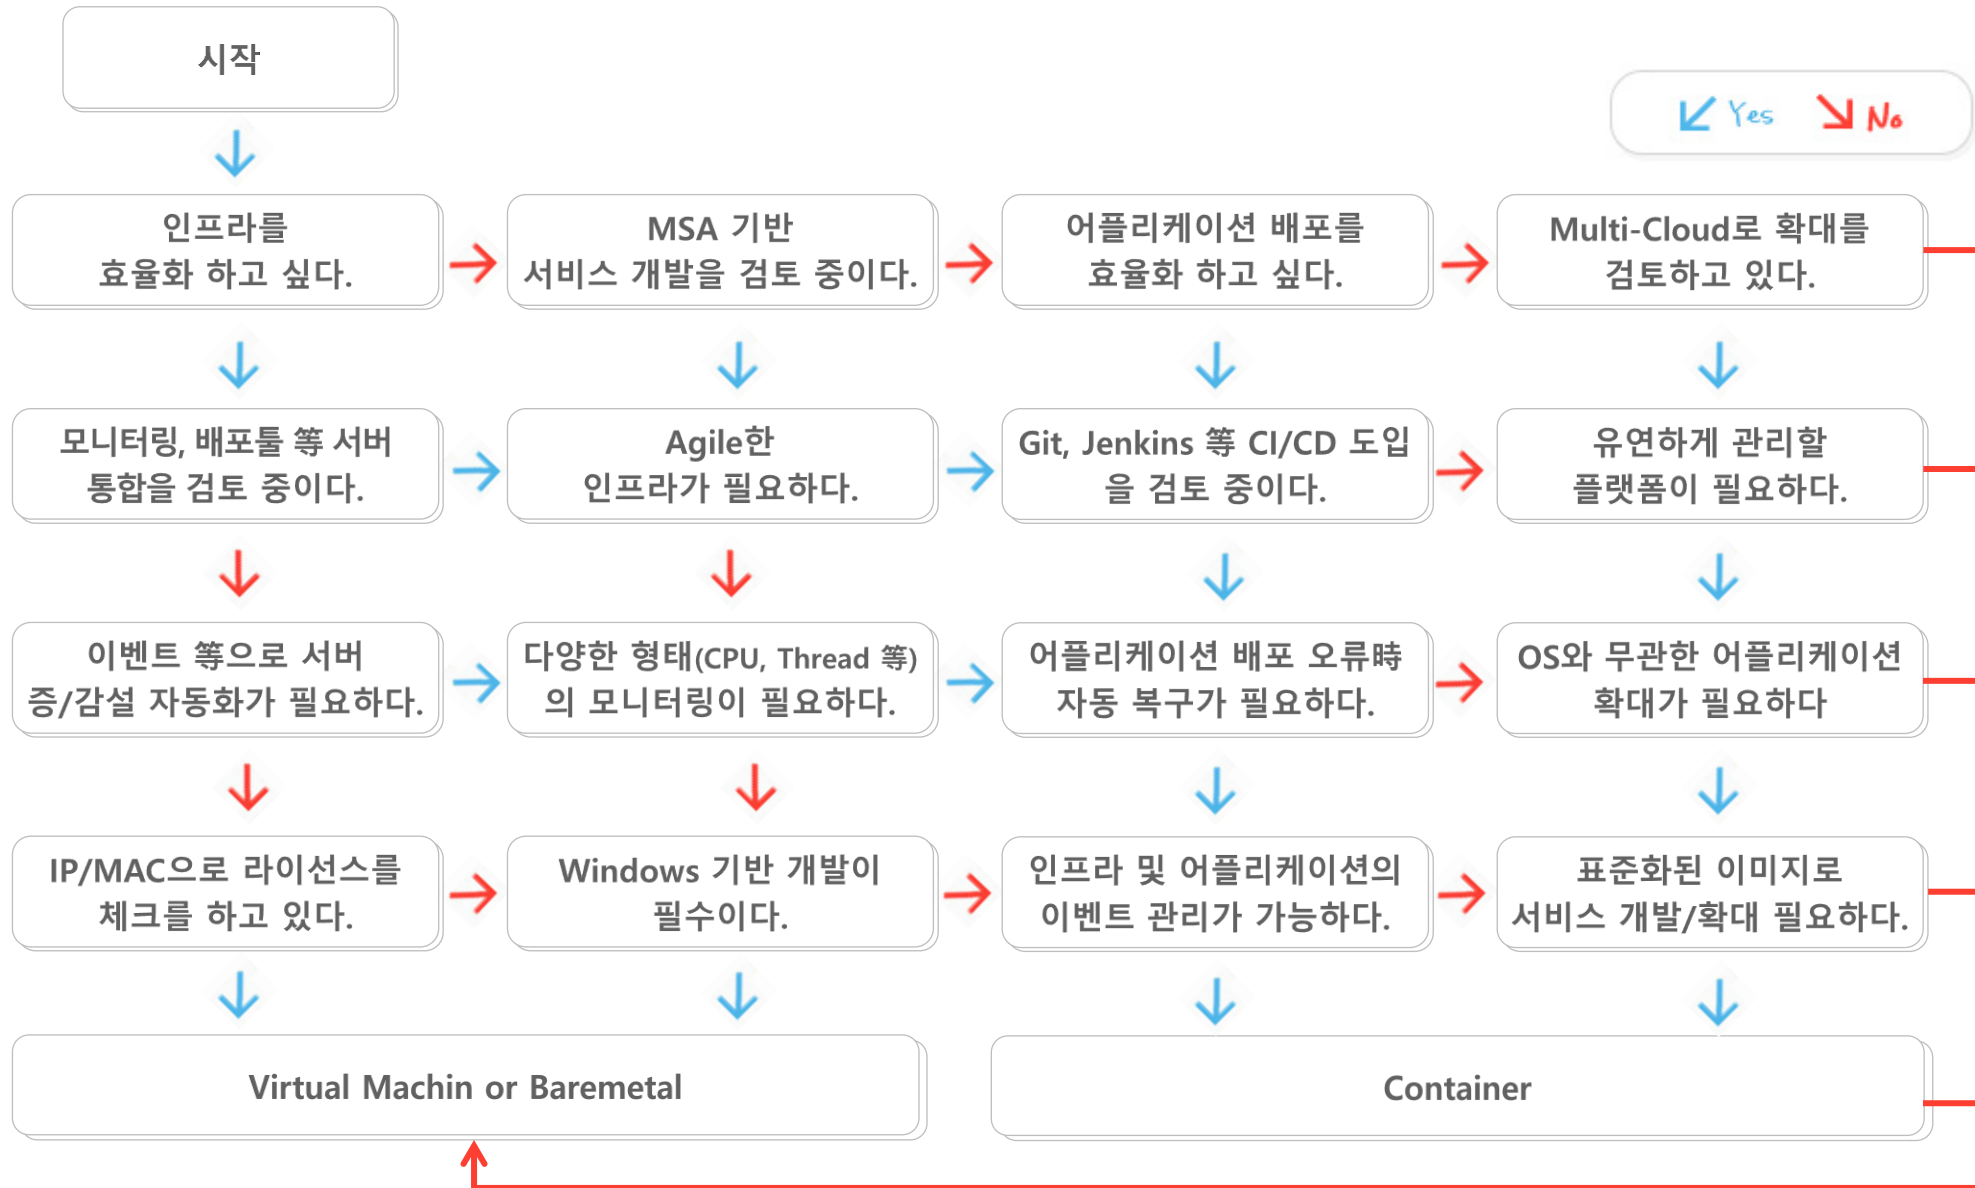 시작
Yes No
인프라를
효율화 하고 싶다.
MSA 기반
서비스 개발을 검토 중이다.
어플리케이션 배포를
효율화 하고 싶다.
Multi-Cloud로 확대를
검토하고 있다.
모니터링, 배포툴 等 서버
통합을 검토 중이다.
Agile한
인프라가 필요하다.
Git, Jenkins 等 CI/CD 도입
을 검토 중이다.
유연하게 관리할
플랫폼이 필요하다.
이벤트 等으로 서버
증/감설 자동화가 필요하다.
다양한 형태(CPU, Thread 等)
의 모니터링이 필요하다.
어플리케이션 배포 오류時
자동 복구가 필요하다.
OS와 무관한 어플리케이션
확대가 필요하다
IP/MAC으로 라이선스를
체크를 하고 있다.
Windows 기반 개발이
필수이다.
인프라 및 어플리케이션의
이벤트 관리가 가능하다.
표준화된 이미지로
서비스 개발/확대 필요하다.
Virtual Machin or Baremetal
Container